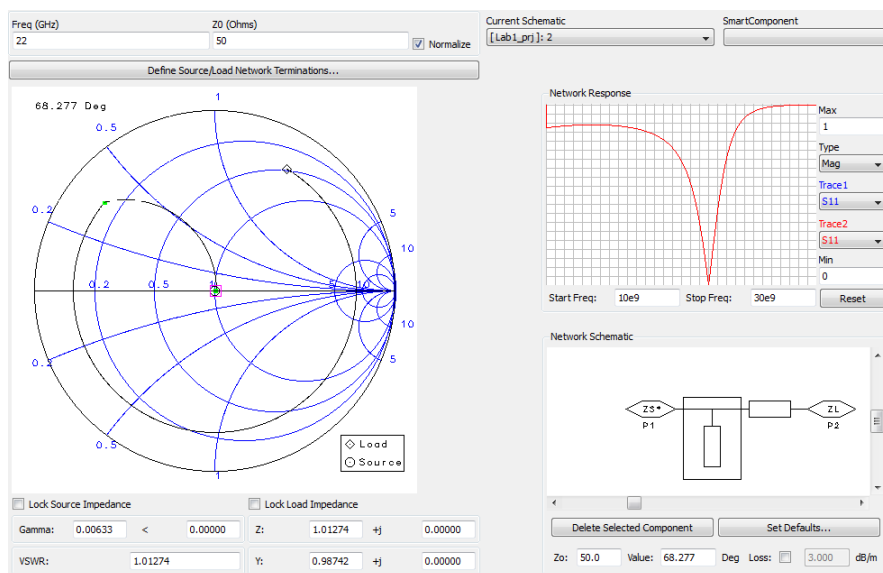 Freq (GHz)
Z0 (Ohms)
Current Schematic
SmartComponent
22
50
Normalize
[Lab1_prj]: 2
Define Source/Load Network Terminations...
68.277 Deg
1
0.5
0.5
0.2
5
10
0.2
0.5
1
5
10
10
0.2
5
0.5
1
Load
Source
Network Response
Max
1
Type
Mag
Trace1
S11
Trace2
S11
Min
0
Start Freq:
10e9
Stop Freq:
30e9
Reset
Network Schematic
ZS*
P1
ZL
P2
Lock Source Impedance
Lock Load Impedance
Gamma:
0.00633
<
0.00000
Z:
1.01274
+j
0.00000
VSWR:
1.01274
Y:
0.98742
+j
0.00000
Delete Selected Component
Set Defaults...
Zo:
50.0
Value:
68.277
Deg
Loss:
3.000
dB/m